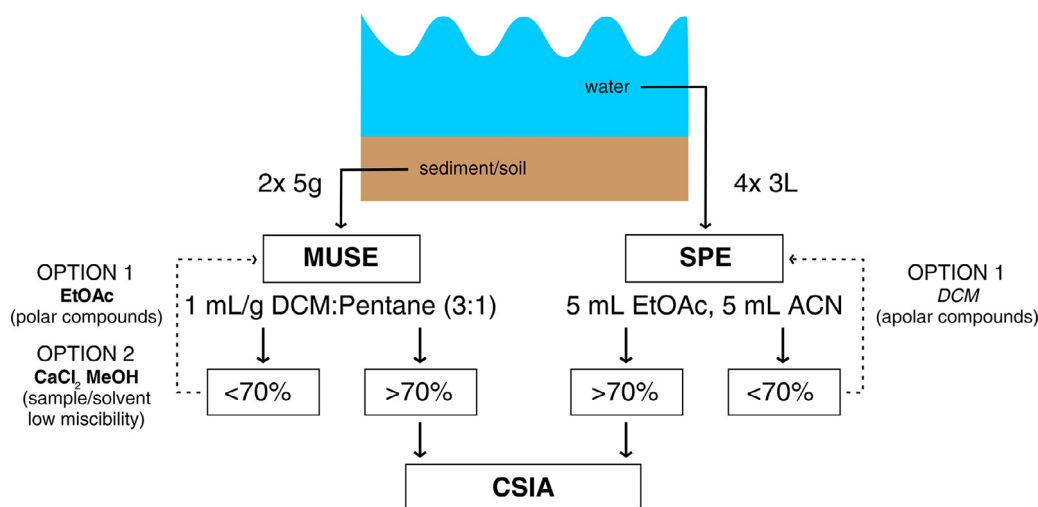 water
sediment/soil
2x 5g
4x 3L
MUSE
SPE
OPTION 1
EtOAc
(polar compounds)
1 mL/g DCM:Pentane (3:1)
5 mL EtOAc, 5 mL ACN
OPTION 1
DCM
(apolar compounds)
OPTION 2
CaCl₂ MeOH
(sample/solvent
low miscibility)
<70%
>70%
>70%
<70%
CSIA